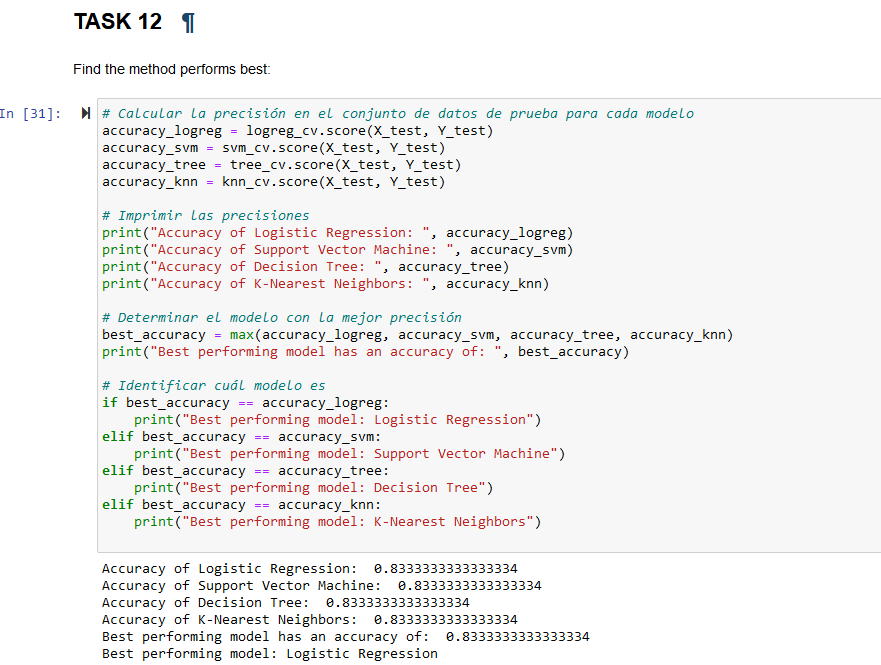 TASK 12 ¶
Find the method performs best:
In [31]:
# Calcular la precisión en el conjunto de datos de prueba para cada modelo
accuracy_logreg = logreg_cv.score(X_test, Y_test)
accuracy_svm = svm_cv.score(X_test, Y_test)
accuracy_tree = tree_cv.score(X_test, Y_test)
accuracy_knn = knn_cv.score(X_test, Y_test)
# Imprimir las precisiones
print("Accuracy of Logistic Regression: ", accuracy_logreg)
print("Accuracy of Support Vector Machine: ", accuracy_svm)
print("Accuracy of Decision Tree: ", accuracy_tree)
print("Accuracy of K-Nearest Neighbors: ", accuracy_knn)
# Determinar el modelo con la mejor precisión
best_accuracy = max(accuracy_logreg, accuracy_svm, accuracy_tree, accuracy_knn)
print("Best performing model has an accuracy of: ", best_accuracy)
# Identificar cuál modelo es
if best_accuracy == accuracy_logreg:
    print("Best performing model: Logistic Regression")
elif best_accuracy == accuracy_svm:
    print("Best performing model: Support Vector Machine")
elif best_accuracy == accuracy_tree:
    print("Best performing model: Decision Tree")
elif best_accuracy == accuracy_knn:
    print("Best performing model: K-Nearest Neighbors")
Accuracy of Logistic Regression:  0.8333333333333334
Accuracy of Support Vector Machine:  0.8333333333333334
Accuracy of Decision Tree:  0.8333333333333334
Accuracy of K-Nearest Neighbors:  0.8333333333333334
Best performing model has an accuracy of:  0.8333333333333334
Best performing model: Logistic Regression